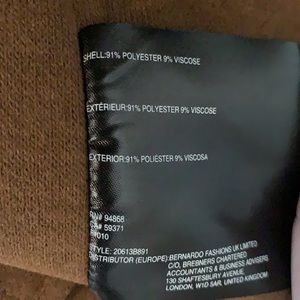 SHELL:91% POLYESTER 9% VISCOSE
EXTÉRIEUR:91% POLYESTER 9% VISCOSE
EXTERIOR:91% POLIÉSTER 9% VISCOSA
RN# 94868
CA# 59371
#010
STYLE: 20613B891
DISTRIBUTOR (EUROPE):BERNARDO FASHIONS UK LIMITED
C/O, BREBNERS CHARTERED
ACCOUNTANTS & BUSINESS ADVISERS
130 SHAFTESBURY AVENUE,
LONDON, W1D 5AR, UNITED KINGDOM